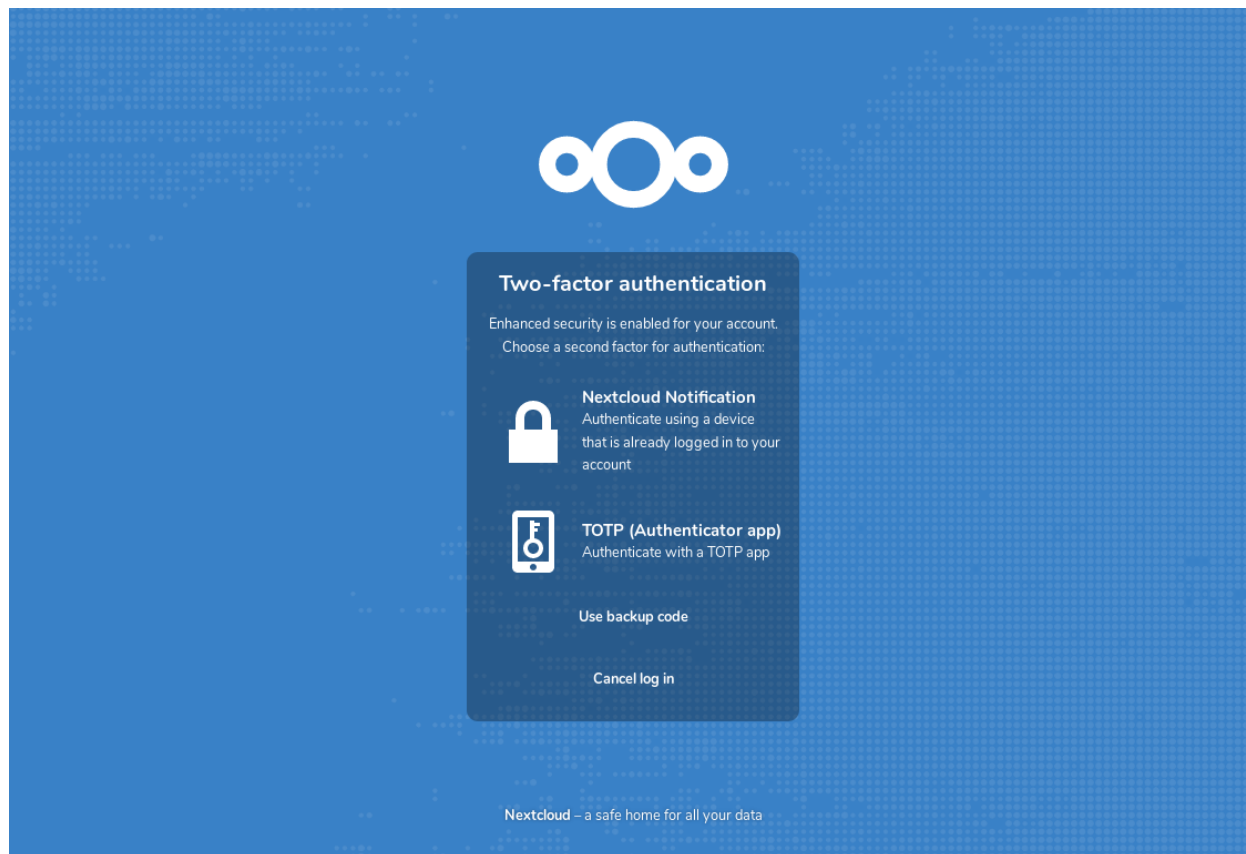 Two-factor authentication
Enhanced security is enabled for your account.
Choose a second factor for authentication:
Nextcloud Notification
Authenticate using a device
that is already logged in to your
account
TOTP (Authenticator app)
Authenticate with a TOTP app
Use backup code
Cancel log in
Nextcloud – a safe home for all your data